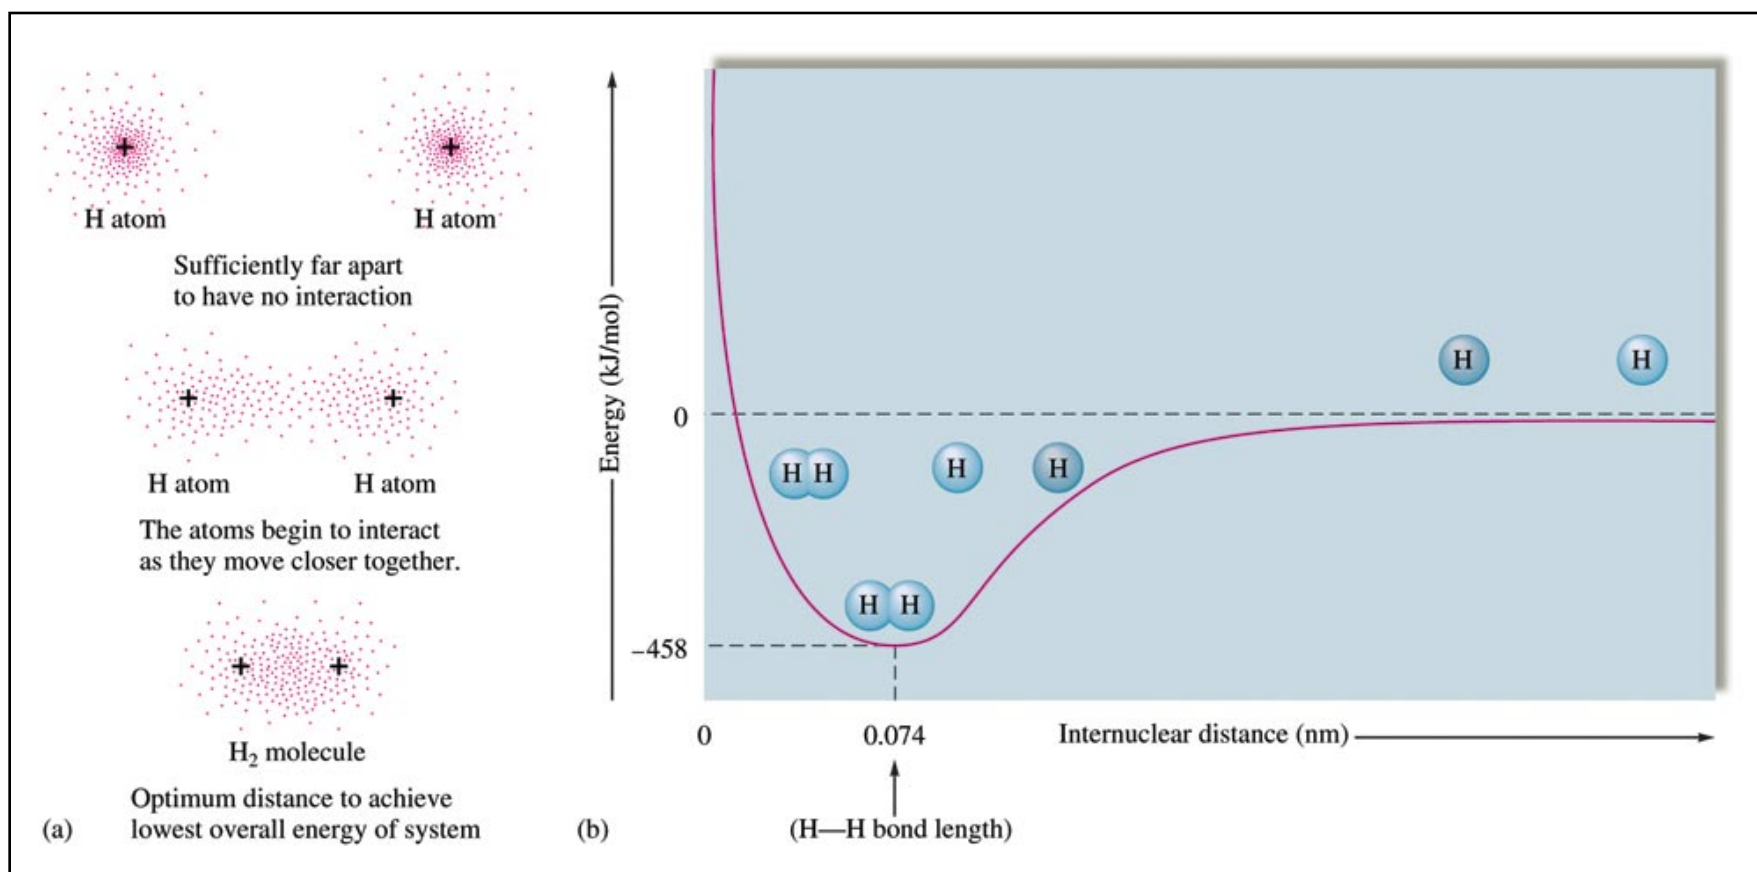 H atom
H atom
Sufficiently far apart
to have no interaction
H atom
H atom
The atoms begin to interact
as they move closer together.
H₂ molecule
(a)
Optimum distance to achieve
lowest overall energy of system
Energy (kJ/mol)
0
–458
H
H
H H
H
H
H H
0
0.074
Internuclear distance (nm)
(b)
(H—H bond length)